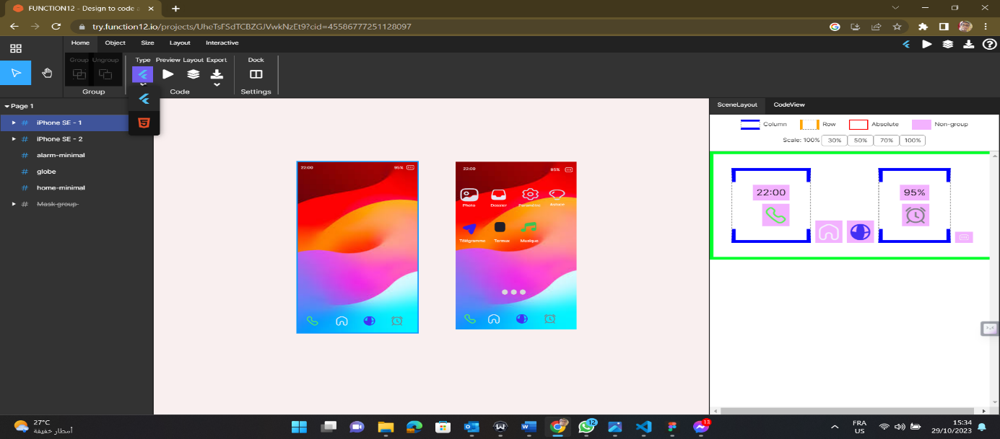 FUNCTION12 - Design to code a
try.function12.io/projects/UheTsFSdTCBZGJVwkNzEt9?cid=45586777251128097
Home Object Size Layout Interactive
Group Ungroup Type Preview Layout Export Dock
Group Code Settings
Page 1
iPhone SE - 1
iPhone SE - 2
alarm-minimal
globe
home-minimal
Mask group
22:00 95%
22:00 95%
Photo Dossier Paramètre Astuce
Télégramme Termux Musique
SceneLayout CodeView
Column Row Absolute Non-group
Scale: 100% 30% 50% 70% 100%
22:00 95%
27°C
أمطار خفيفة
12
13
FRA
US
15:34
29/10/2023